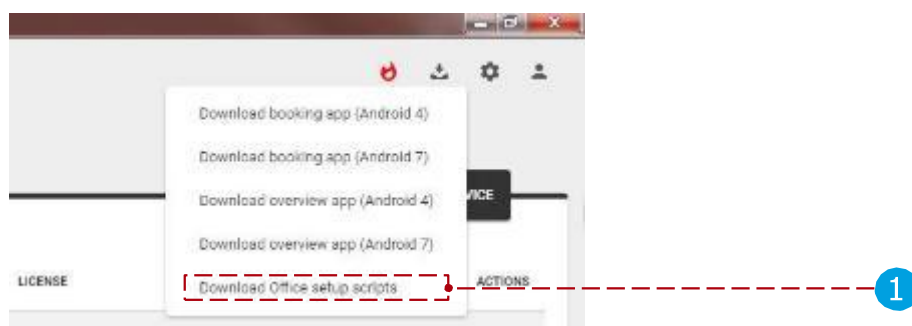 Download booking app (Android 4)
Download booking app (Android 7)
Download overview app (Android 4)
VICE
Download overview app (Android 7)
LICENSE
Download Office setup scripts
ACTIONS
1